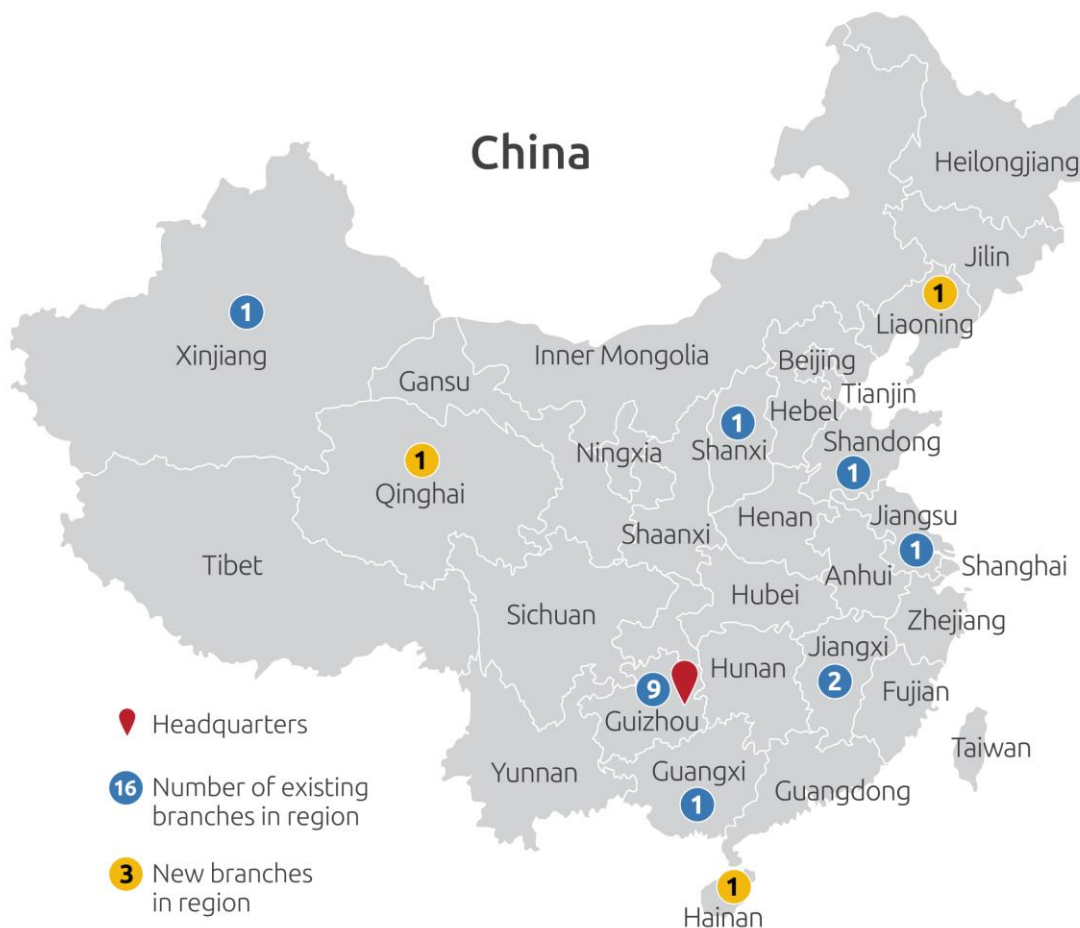 China
Heilongjiang
Jilin
1
Liaoning
1
Xinjiang
Inner Mongolia
Beijing
Gansu
Tianjin
Hebel
1
Shanxi
Shandong
1
Ningxia
1
Qinghai
Henan
Jiangsu
1
Shaanxi
Tibet
Anhui
Shanghai
Hubei
Sichuan
Zhejiang
Jiangxi
2
Hunan
9
Guizhou
Fujian
Headquarters
Taiwan
Yunnan
Guangxi
1
Guangdong
16 Number of existing
branches in region
3 New branches
in region
1
Hainan